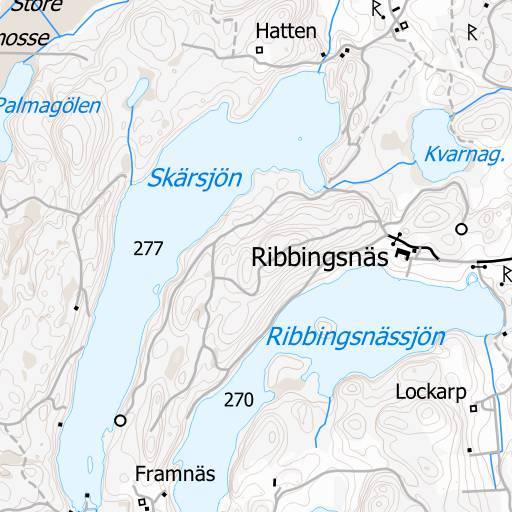 Store
mosse
Hatten
Palmagölen
Kvarnag.
Skärsjön
277
Ribbingsnäs
Ribbingsnässjön
270
Lockarp
Framnäs
R
R
R